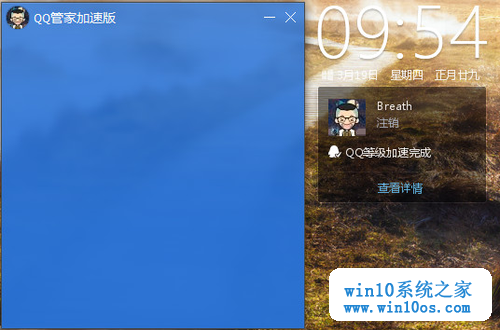 QQ管家加速版
09:54
3月19日 星期四 正月廿九
Breath
注销
QQ等级加速完成
查看详情
win10系统之家
www.win10os.com